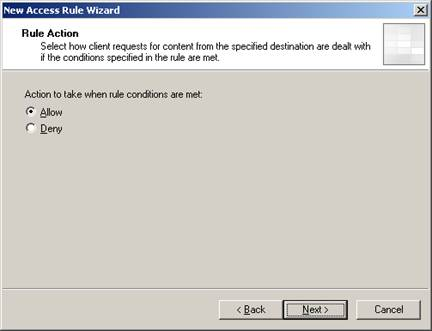 New Access Rule Wizard
Rule Action
Select how client requests for content from the specified destination are dealt with
if the conditions specified in the rule are met.
Action to take when rule conditions are met:
Allow
Deny
< Back Next > Cancel